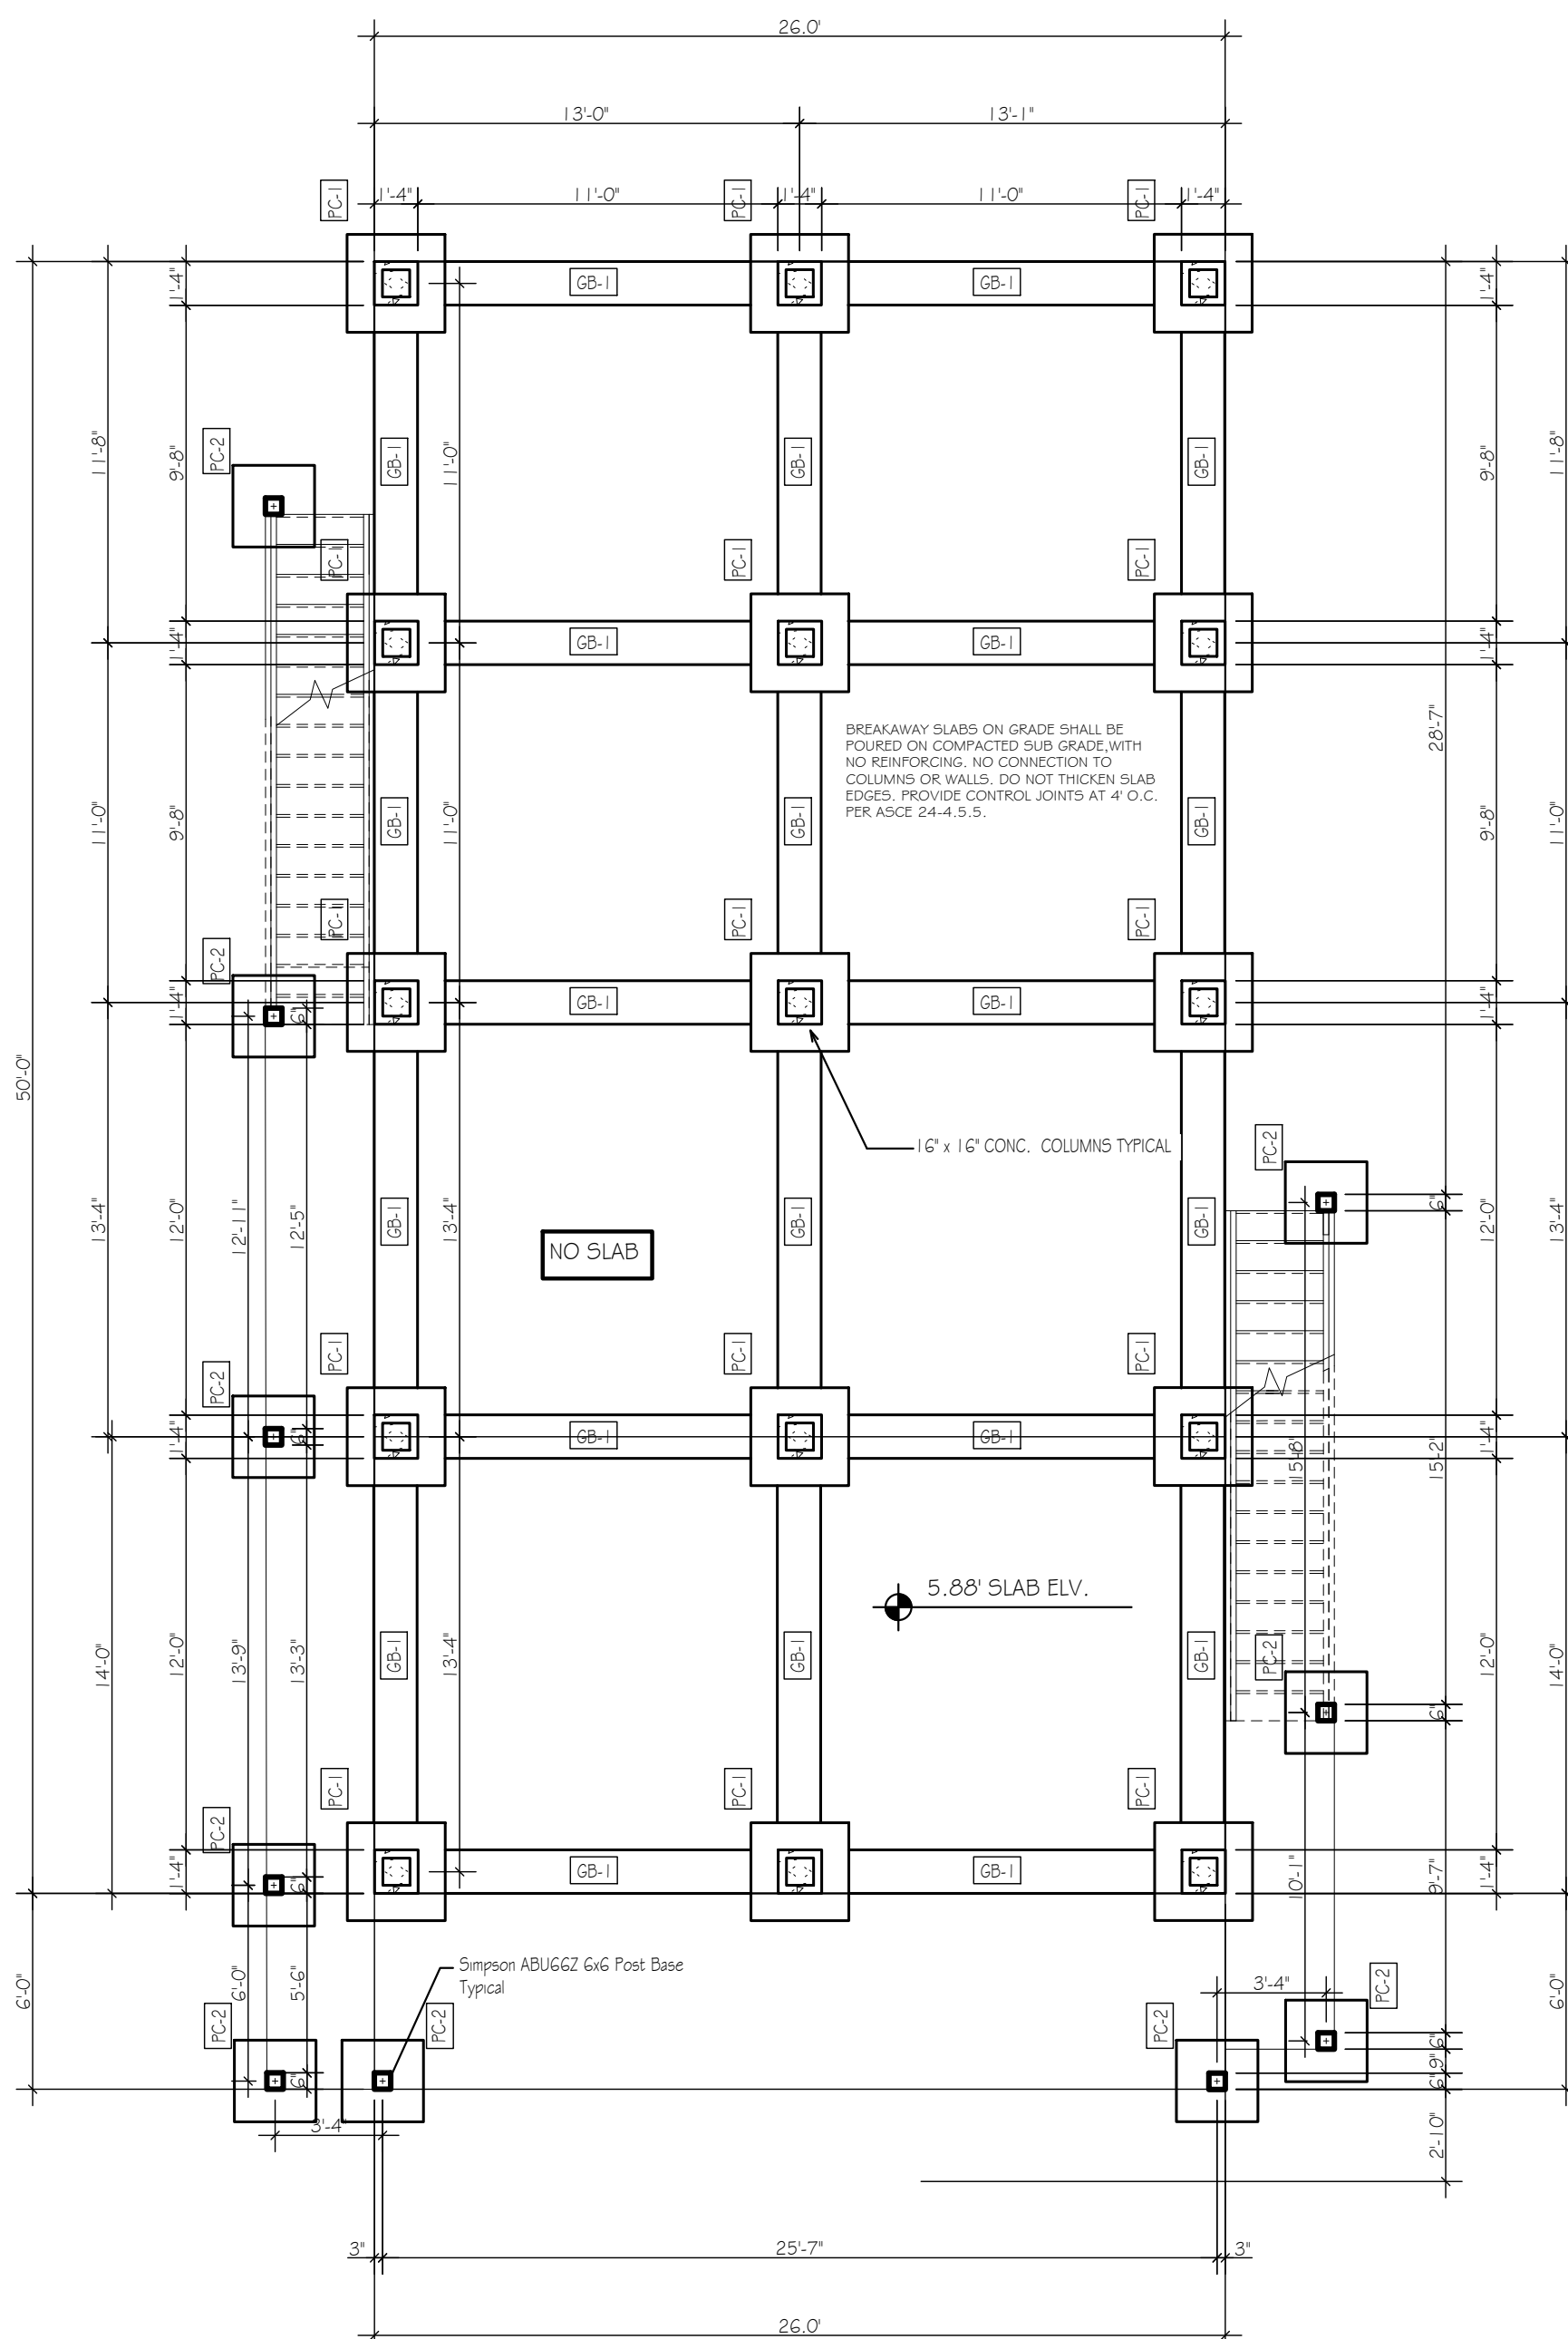 26.0'
13'-0"
13'-1"
PC-1
1'-4"
11'-0"
PC-1
1'-4"
11'-0"
PC-1
1'-4"
GB-1
GB-1
1'-4"
1'-4"
11'-8"
9'-8"
PC-2
GB-1
11'-0"
GB-1
GB-1
9'-8"
11'-8"
PC-1
PC-1
PC-1
1'-4"
GB-1
GB-1
1'-4"
28'-7"
BREAKAWAY SLABS ON GRADE SHALL BE
POURED ON COMPACTED SUB GRADE,WITH
NO REINFORCING. NO CONNECTION TO
COLUMNS OR WALLS. DO NOT THICKEN SLAB
EDGES. PROVIDE CONTROL JOINTS AT 4' O.C.
PER ASCE 24-4.5.5.
11'-0"
9'-8"
GB-1
11'-0"
GB-1
GB-1
9'-8"
11'-0"
PC-2
PC-1
PC-1
PC-1
1'-4"
6"
GB-1
GB-1
1'-4"
50'-0"
16" x 16" CONC. COLUMNS TYPICAL
PC-2
6"
13'-4"
12'-0"
12'-11"
12'-5"
GB-1
13'-4"
GB-1
GB-1
12'-0"
13'-4"
NO SLAB
PC-2
PC-1
PC-1
PC-1
1'-4"
6"
GB-1
GB-1
15'-8"
15'-2"
1'-4"
5.88' SLAB ELV.
14'-0"
12'-0"
13'-9"
13'-3"
GB-1
13'-4"
GB-1
GB-1
PC-2
12'-0"
14'-0"
6"
PC-2
PC-1
PC-1
PC-1
1'-4"
6"
GB-1
GB-1
10'-1"
9'-7"
1'-4"
6'-0"
6'-0"
5'-6"
Simpson ABU66Z 6x6 Post Base
Typical
3'-4"
PC-2
6'-0"
PC-2
PC-2
PC-2
6"
6"
9"
6"
3'-4"
2'-10"
3"
25'-7"
3"
26.0'